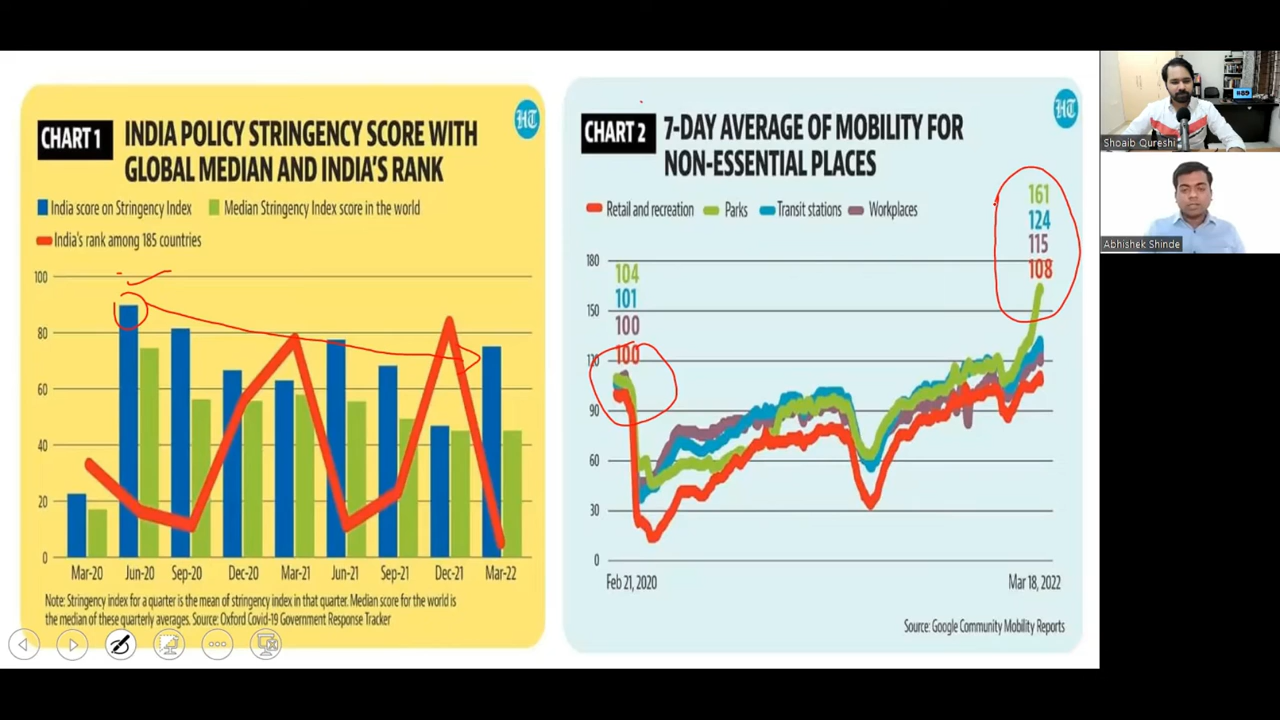 CHART 1
INDIA POLICY STRINGENCY SCORE WITH
GLOBAL MEDIAN AND INDIA'S RANK
HT
India score on Stringency Index
Median Stringency Index score in the world
India's rank among 185 countries
100
80
60
40
20
0
Mar-20
Jun-20
Sep-20
Dec-20
Mar-21
Jun-21
Sep-21
Dec-21
Mar-22
Note: Stringency index for a quarter is the mean of stringency index in that quarter. Median score for the world is
the median of these quarterly averages. Source: Oxford Covid-19 Government Response Tracker
CHART 2
7-DAY AVERAGE OF MOBILITY FOR
NON-ESSENTIAL PLACES
HT
Retail and recreation
Parks
Transit stations
Workplaces
180
150
120
90
60
30
0
104
101
100
100
161
124
115
108
Feb 21, 2020
Mar 18, 2022
Source: Google Community Mobility Reports
Shoaib Qureshi
Abhishek Shinde